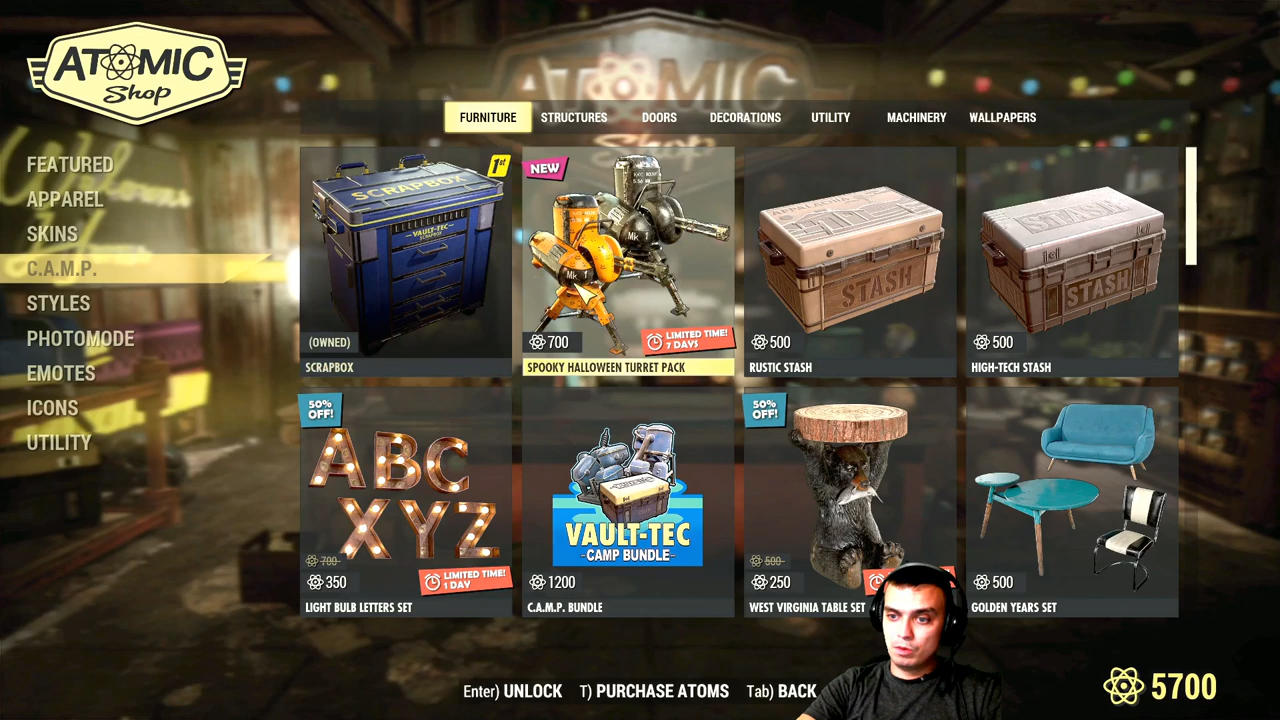 ATOMIC
Shop
ATOMIC
Shop
FURNITURE
STRUCTURES
DOORS
DECORATIONS
UTILITY
MACHINERY
WALLPAPERS
FEATURED
APPAREL
SKINS
C.A.M.P.
STYLES
PHOTOMODE
EMOTES
ICONS
UTILITY
SCRAPBOX
VAULT-TEC
SCRAPBOX
1st
(OWNED)
SCRAPBOX
NEW
Mk. I
700
LIMITED TIME!
7 DAYS
SPOOKY HALLOWEEN TURRET PACK
STASH
500
RUSTIC STASH
STASH
STASH
500
HIGH-TECH STASH
50%
OFF!
ABC
XYZ
700
350
LIMITED TIME!
1 DAY
LIGHT BULB LETTERS SET
VAULT-TEC
-CAMP BUNDLE-
1200
C.A.M.P. BUNDLE
50%
OFF!
500
250
WEST VIRGINIA TABLE SET
500
GOLDEN YEARS SET
Enter) UNLOCK
T) PURCHASE ATOMS
Tab) BACK
5700